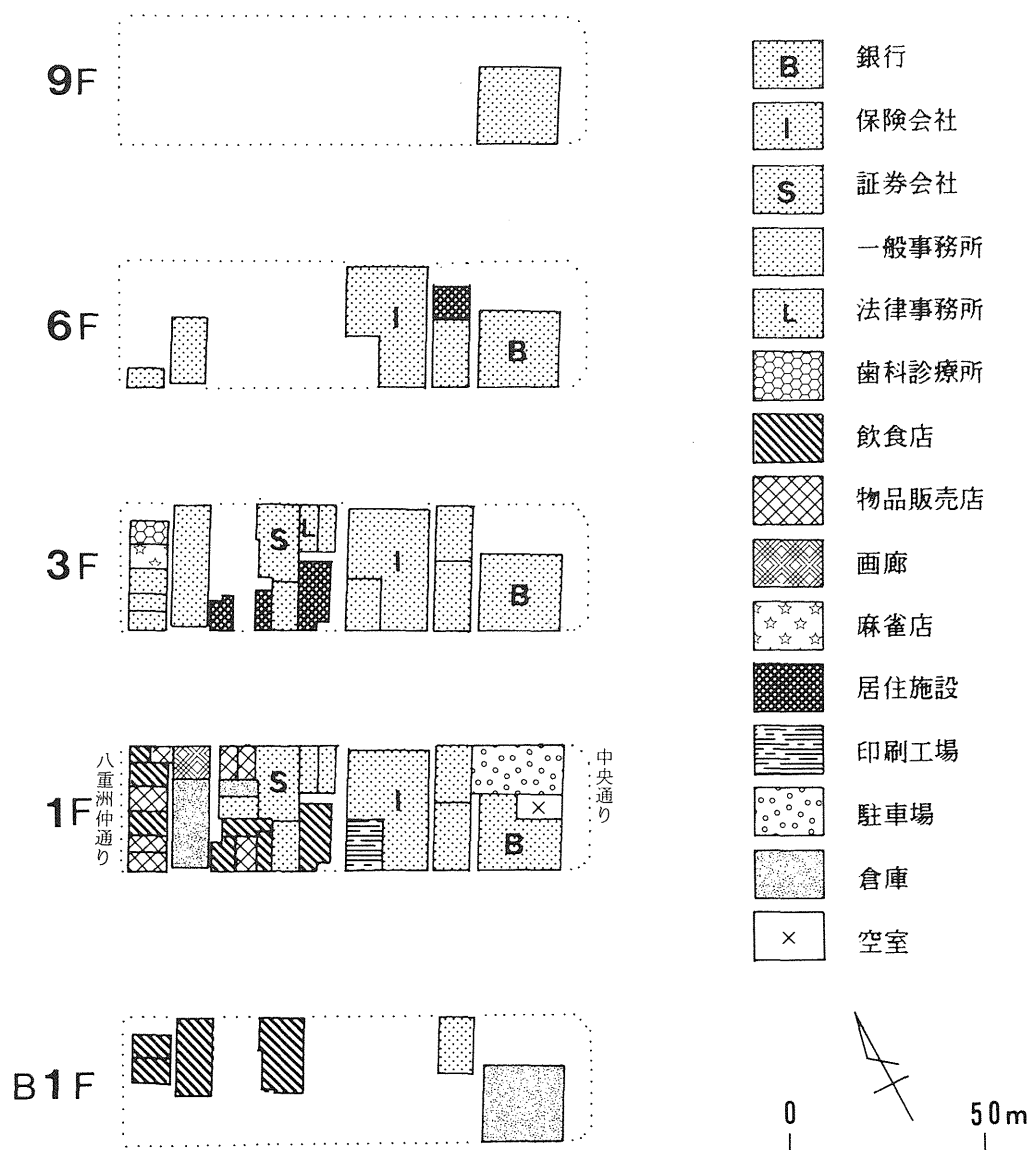 9F
6F
I
B
3F
S
L
I
B
1F
八重洲仲通り
S
I
B
中央通り
B1F
B
銀行
I
保険会社
S
証券会社
一般事務所
L
法律事務所
歯科診療所
飲食店
物品販売店
画廊
麻雀店
居住施設
印刷工場
駐車場
倉庫
×
空室
0
50m